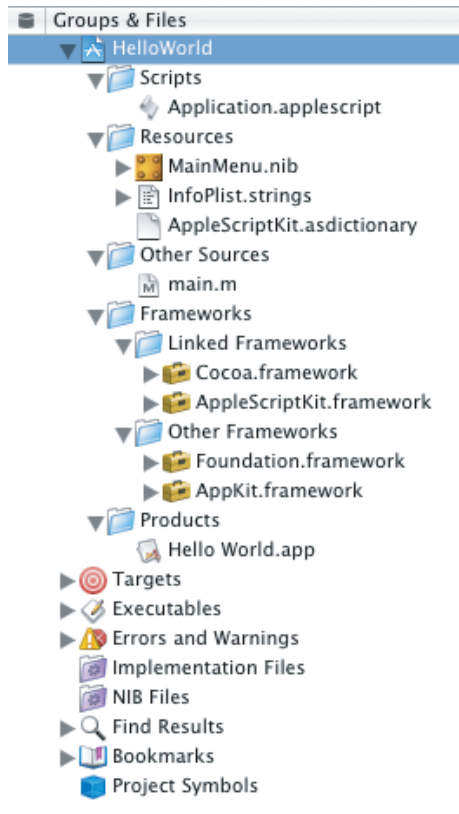 Groups & Files
HelloWorld
Scripts
Application.applescript
Resources
MainMenu.nib
InfoPlist.strings
AppleScriptKit.asdictionary
Other Sources
M main.m
Frameworks
Linked Frameworks
Cocoa.framework
AppleScriptKit.framework
Other Frameworks
Foundation.framework
AppKit.framework
Products
Hello World.app
Targets
Executables
Errors and Warnings
Implementation Files
NIB Files
Find Results
Bookmarks
Project Symbols